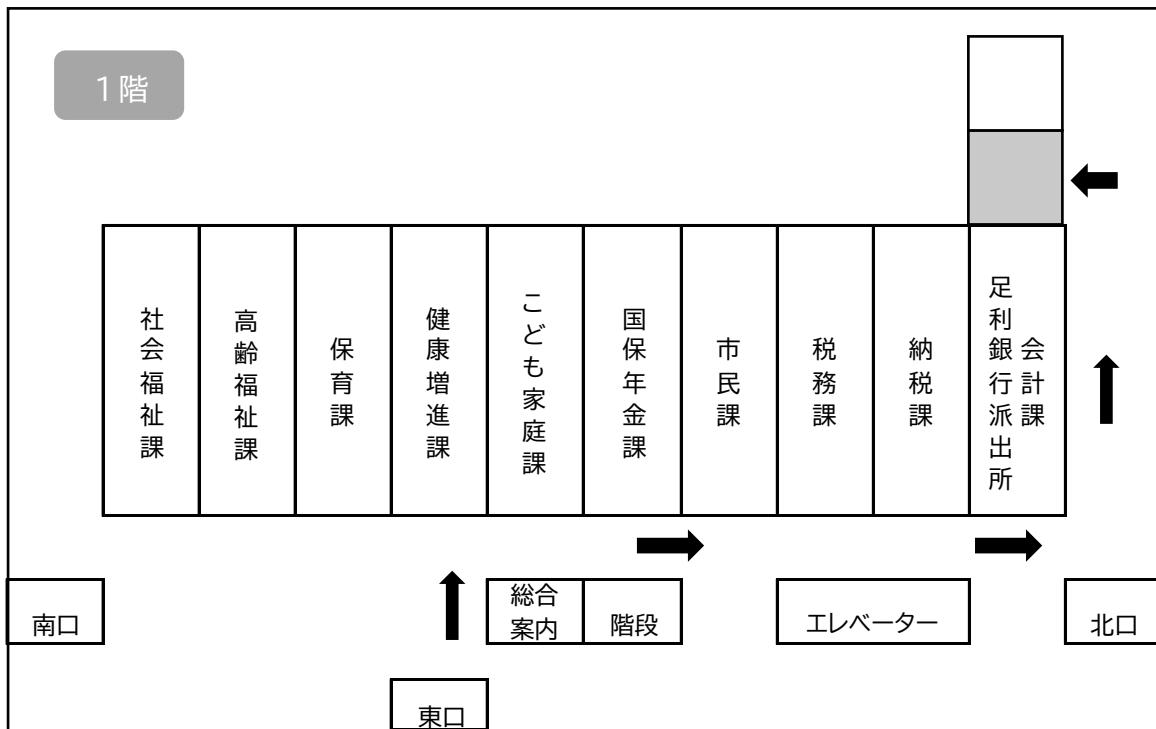 1階
社会福祉課
高齢福祉課
保育課
健康増進課
こども家庭課
国保年金課
市民課
税務課
納税課
会計課
足利銀行派出所
南口
総合
案内
階段
エレベーター
北口
東口